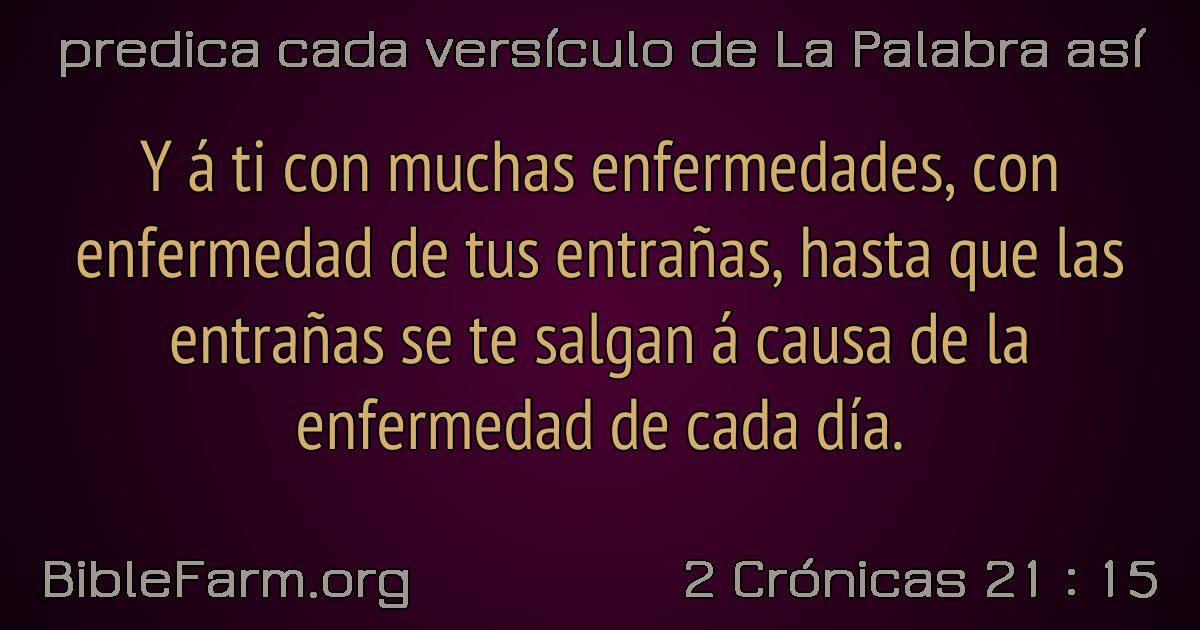 predica cada versículo de La Palabra así
Y á ti con muchas enfermedades, con
enfermedad de tus entrañas, hasta que las
entrañas se te salgan á causa de la
enfermedad de cada día.
BibleFarm.org
2 Crónicas 21 : 15